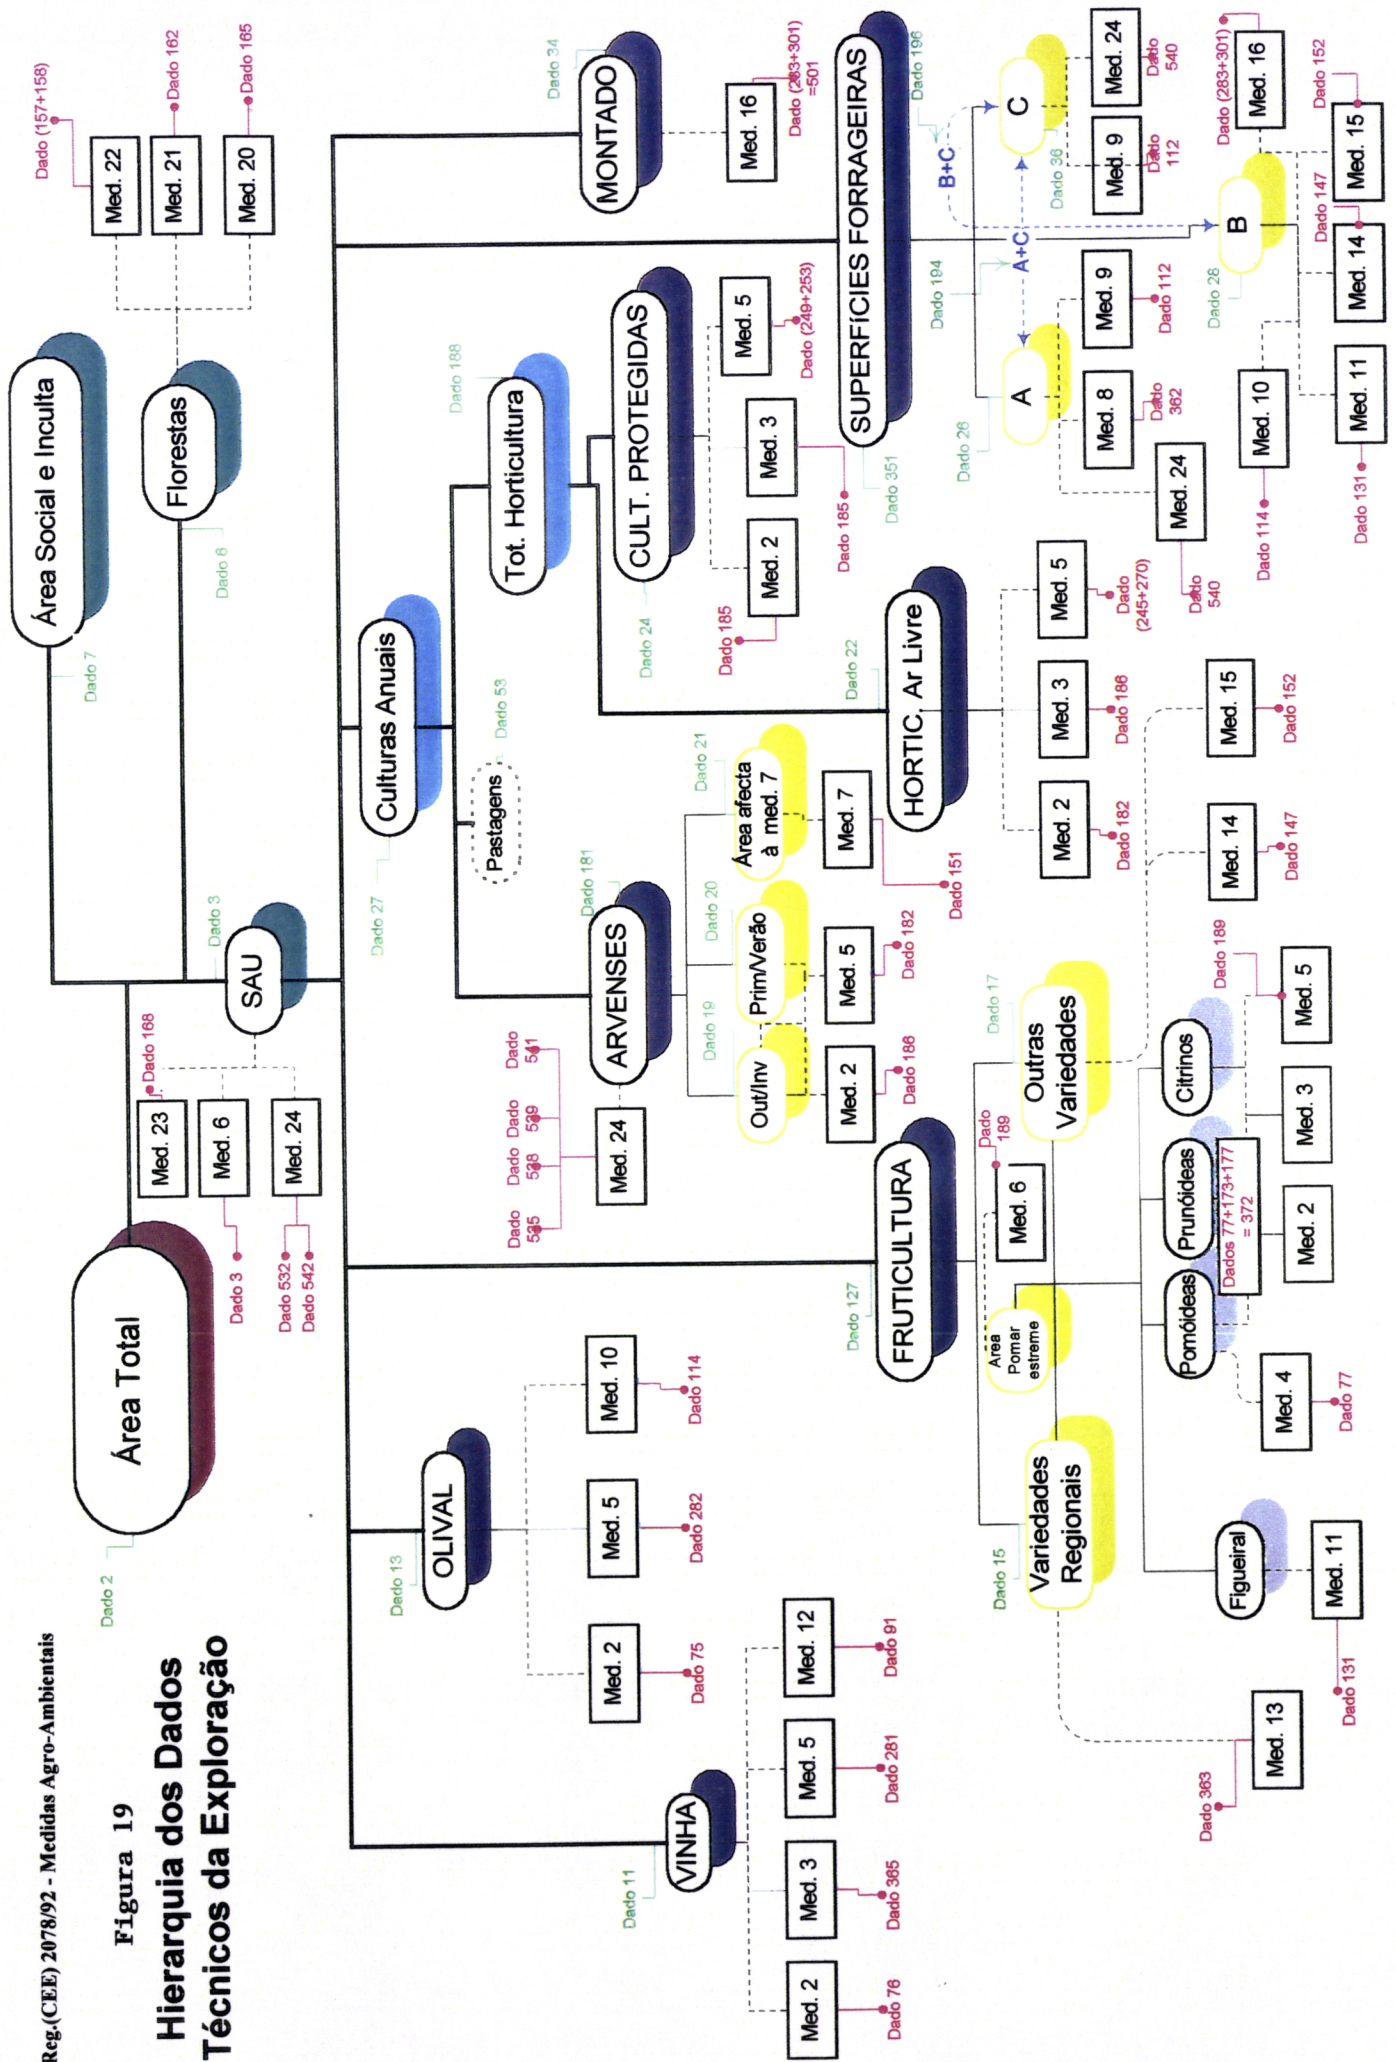 Reg.(CEE) 2078/92 - Medidas Agro-Ambientais
Figura 19
Hierarquia dos Dados
Técnicos da Exploração
Área Total
Dado 2
Área Social e Inculta
Dado 7
Florestas
Dado 6
Med. 22
Dado (157+158)
Med. 21
Dado 162
Med. 20
Dado 165
SAU
Dado 3
Med. 23
Dado 168
Med. 6
Dado 3
Med. 24
Dado 532
Dado 542
VINHA
Dado 11
Med. 2
Dado 76
Med. 3
Dado 365
Med. 5
Dado 281
Med. 12
Dado 91
OLIVAL
Dado 13
Med. 2
Dado 75
Med. 5
Dado 282
Med. 10
Dado 114
FRUTICULTURA
Dado 127
Variedades
Regionais
Dado 15
Med. 13
Dado 363
Área
Pomar
estreme
Med. 6
Dado
189
Outras
Variedades
Dado 17
Med. 14
Dado 147
Med. 15
Dado 152
Figueiral
Med. 11
Dado 131
Pomóideas
Med. 4
Dado 77
Prunóideas
Dados 77+173+177
= 372
Med. 2
Med. 3
Citrinos
Med. 5
Dado 189
Culturas Anuais
Dado 27
ARVENSES
Dado 181
Med. 24
Dado
535
Dado
538
Dado
539
Dado
541
Out/Inv
Dado 19
Prim/Verão
Dado 20
Med. 2
Dado 186
Med. 5
Dado 182
Área afecta
à med. 7
Dado 21
Med. 7
Dado 151
Pastagens
Dado 53
Tot. Horticultura
Dado 188
HORTIC. Ar Livre
Dado 22
Med. 2
Dado 182
Med. 3
Dado 186
Med. 5
Dado
(245+270)
CULT. PROTEGIDAS
Dado 24
Med. 2
Dado 185
Med. 3
Dado 185
Med. 5
Dado (249+253)
MONTADO
Dado 34
Med. 16
Dado (283+301)
=501
SUPERFÍCIES FORRAGEIRAS
Dado 351
A
Dado 26
Med. 24
Dado
540
Med. 8
Dado
362
Med. 9
Dado 112
A+C
Dado 194
B+C
Dado 196
C
Dado 36
Med. 9
Dado
112
Med. 24
Dado
540
B
Dado 28
Med. 10
Dado 114
Med. 11
Dado 131
Med. 14
Dado 147
Med. 15
Dado 152
Med. 16
Dado (283+301)